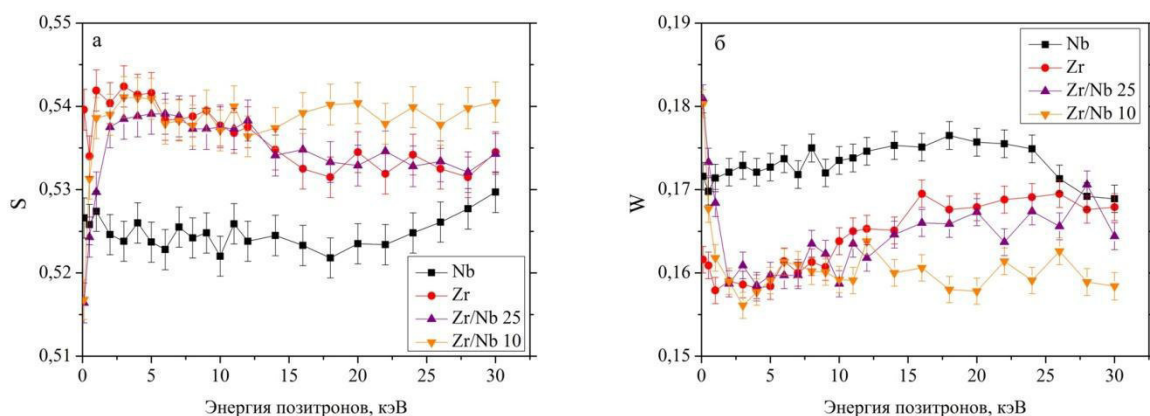 а
0,55
0,54
0,53
0,52
0,51
S
0 5 10 15 20 25 30
Энергия позитронов, кэВ
Nb
Zr
Zr/Nb 25
Zr/Nb 10
б
0,19
0,18
0,17
0,16
0,15
W
0 5 10 15 20 25 30
Энергия позитронов, кэВ
Nb
Zr
Zr/Nb 25
Zr/Nb 10